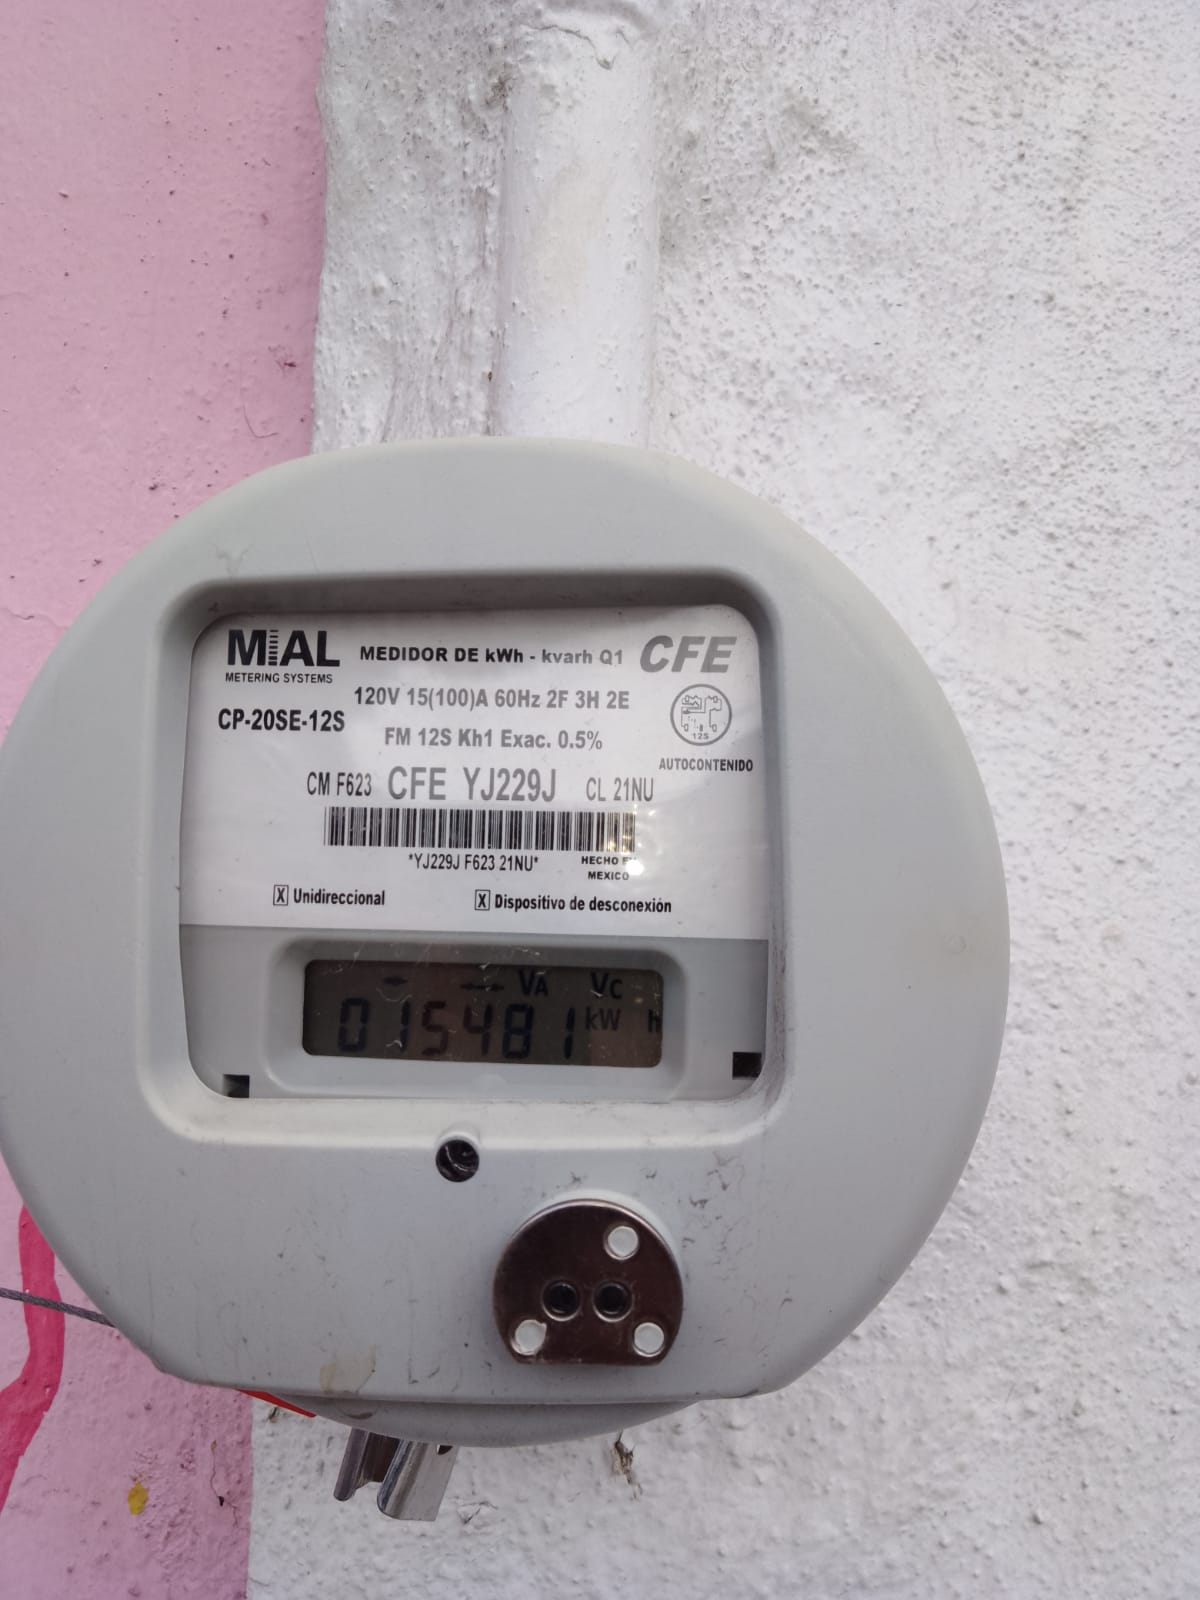 MIAL
METERING SYSTEMS
MEDIDOR DE kWh - kvarh Q1
CFE
120V 15(100)A 60Hz 2F 3H 2E
CP-20SE-12S
FM 12S Kh1 Exac. 0.5%
12S
AUTOCONTENIDO
CM F623 CFE YJ229J CL 21NU
*YJ229J F623 21NU*
HECHO EN
MEXICO
X Unidireccional
X Dispositivo de desconexión
VA VC
015481 kW h